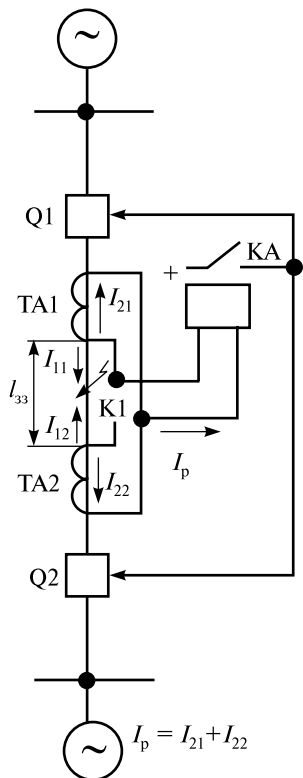 ~
Q1
KA
+
TA1
I₂₁
I₁₁
l₃₃
K1
I₁₂
Iₚ
TA2
I₂₂
Q2
Iₚ = I₂₁+I₂₂
~